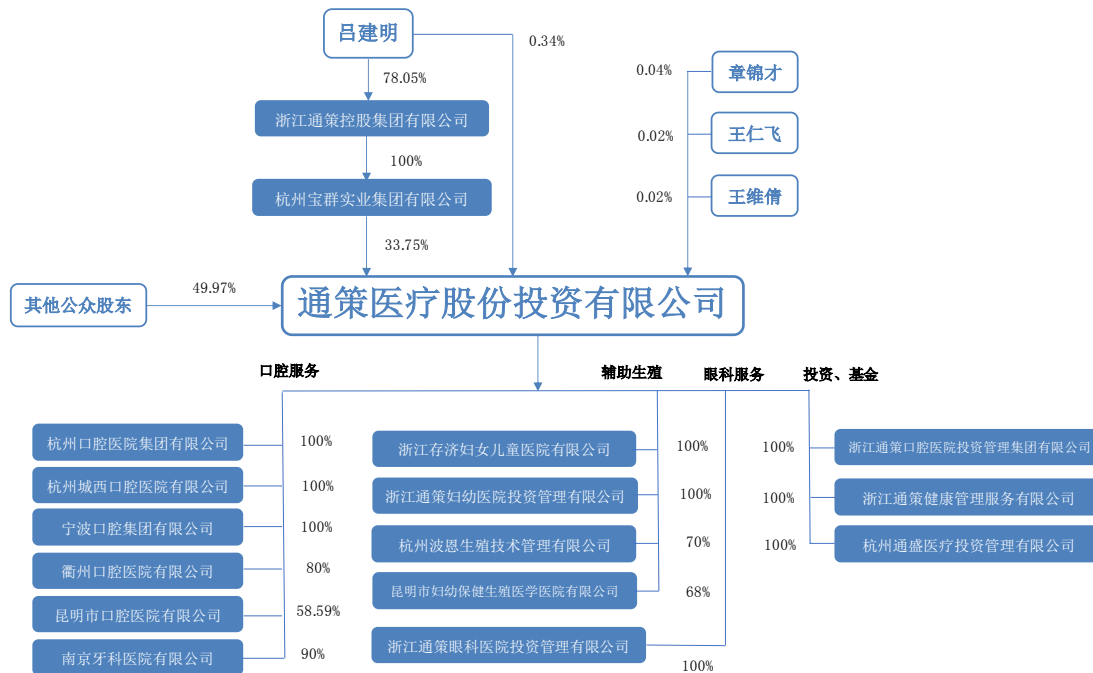 吕建明
0.34%
78.05%
0.04%
章锦才
浙江通策控股集团有限公司
0.02%
王仁飞
100%
杭州宝群实业集团有限公司
0.02%
王维倩
33.75%
其他公众股东
49.97%
通策医疗股份投资有限公司
口腔服务
辅助生殖
眼科服务
投资、基金
杭州口腔医院集团有限公司
100%
杭州城西口腔医院有限公司
100%
宁波口腔集团有限公司
100%
衢州口腔医院有限公司
80%
昆明市口腔医院有限公司
58.59%
南京牙科医院有限公司
90%
浙江存济妇女儿童医院有限公司
100%
浙江通策妇幼医院投资管理有限公司
100%
杭州波恩生殖技术管理有限公司
70%
昆明市妇幼保健生殖医学医院有限公司
68%
浙江通策眼科医院投资管理有限公司
100%
100%
浙江通策口腔医院投资管理集团有限公司
100%
浙江通策健康管理服务有限公司
100%
杭州通盛医疗投资管理有限公司